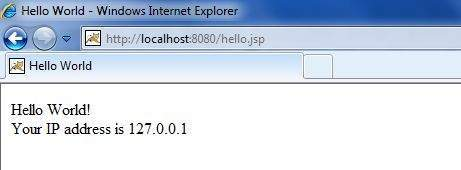 Hello World - Windows Internet Explorer
http://localhost:8080/hello.jsp
Hello World
Hello World!
Your IP address is 127.0.0.1